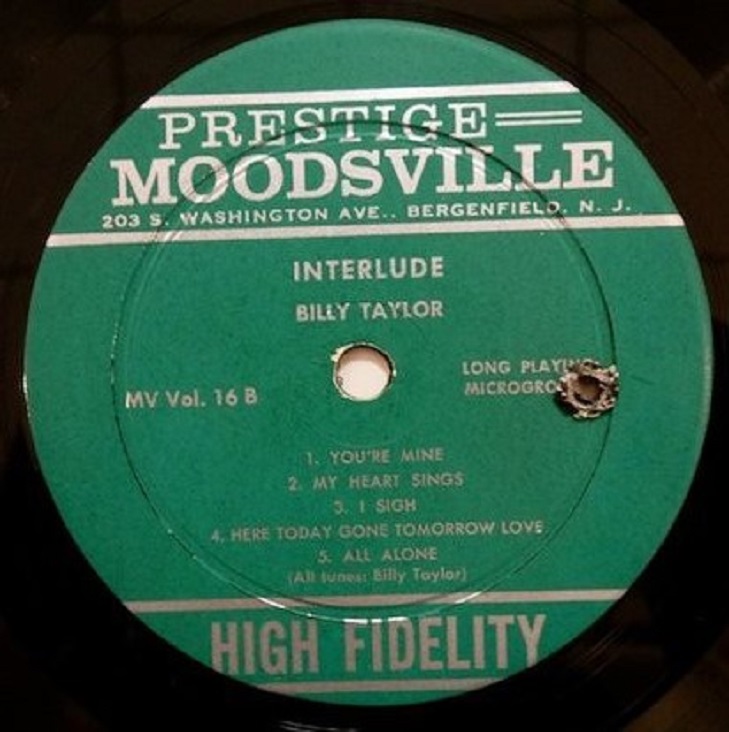 PRESTIGE
MOODSVILLE
203 S. WASHINGTON AVE.. BERGENFIELD, N. J.
INTERLUDE
BILLY TAYLOR
LONG PLAYING
MV Vol. 16 B
1. YOU'RE MINE
2. MY HEART SINGS
3. I SIGH
4. HERE TODAY GONE TOMORROW LOVE
5. ALL ALONE
(All tunes: Billy Taylor)
HIGH FIDELITY